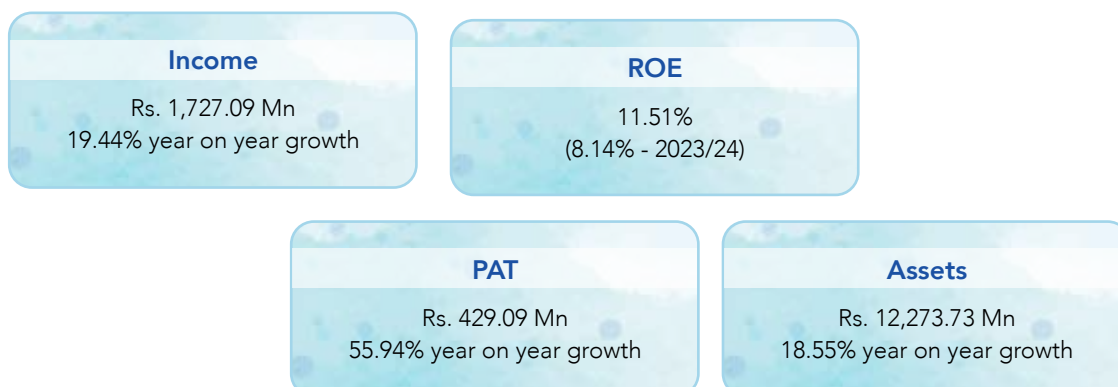 Income
Rs. 1,727.09 Mn
19.44% year on year growth
ROE
11.51%
(8.14% - 2023/24)
PAT
Rs. 429.09 Mn
55.94% year on year growth
Assets
Rs. 12,273.73 Mn
18.55% year on year growth